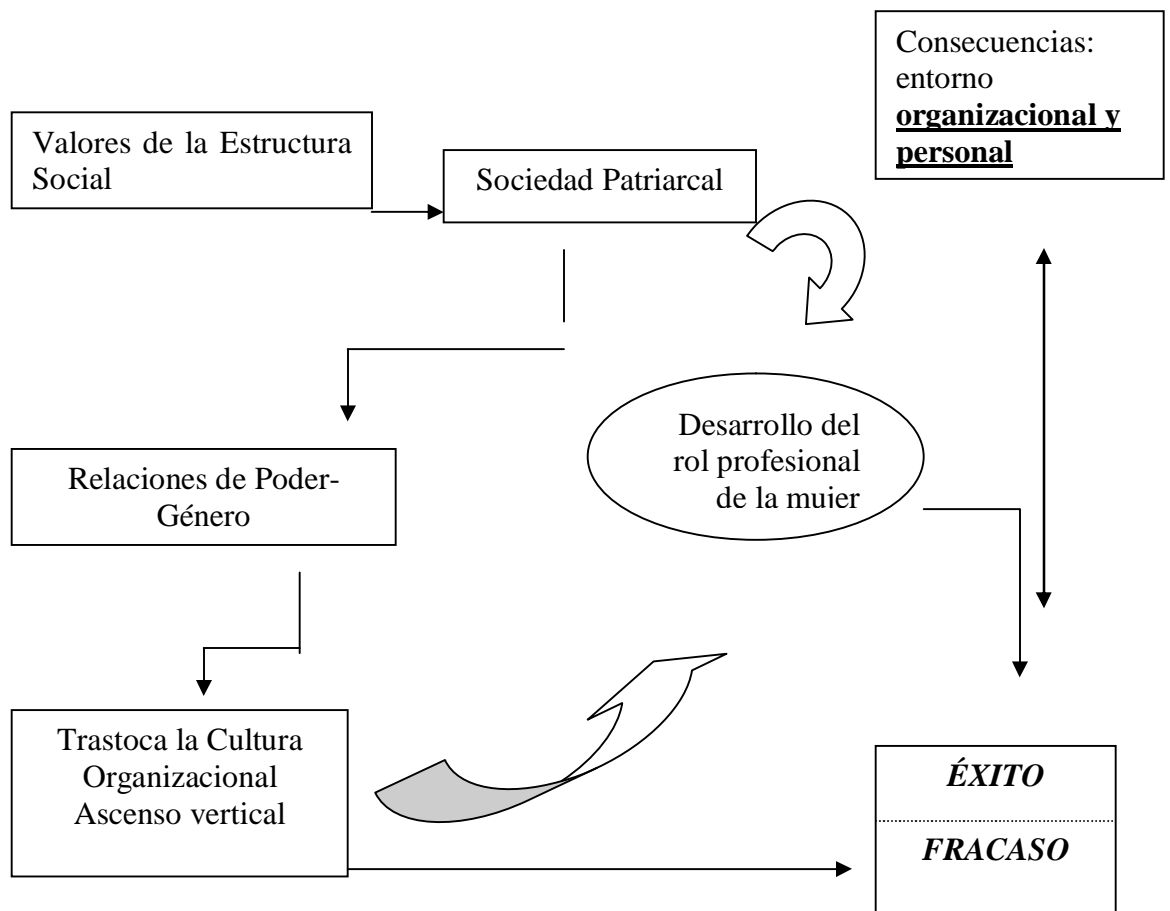 Consecuencias:
entorno
organizacional y
personal
Valores de la Estructura
Social
Sociedad Patriarcal
Desarrollo del
rol profesional
de la mujer
Relaciones de Poder-
Género
Trastoca la Cultura
Organizacional
Ascenso vertical
ÉXITO
FRACASO